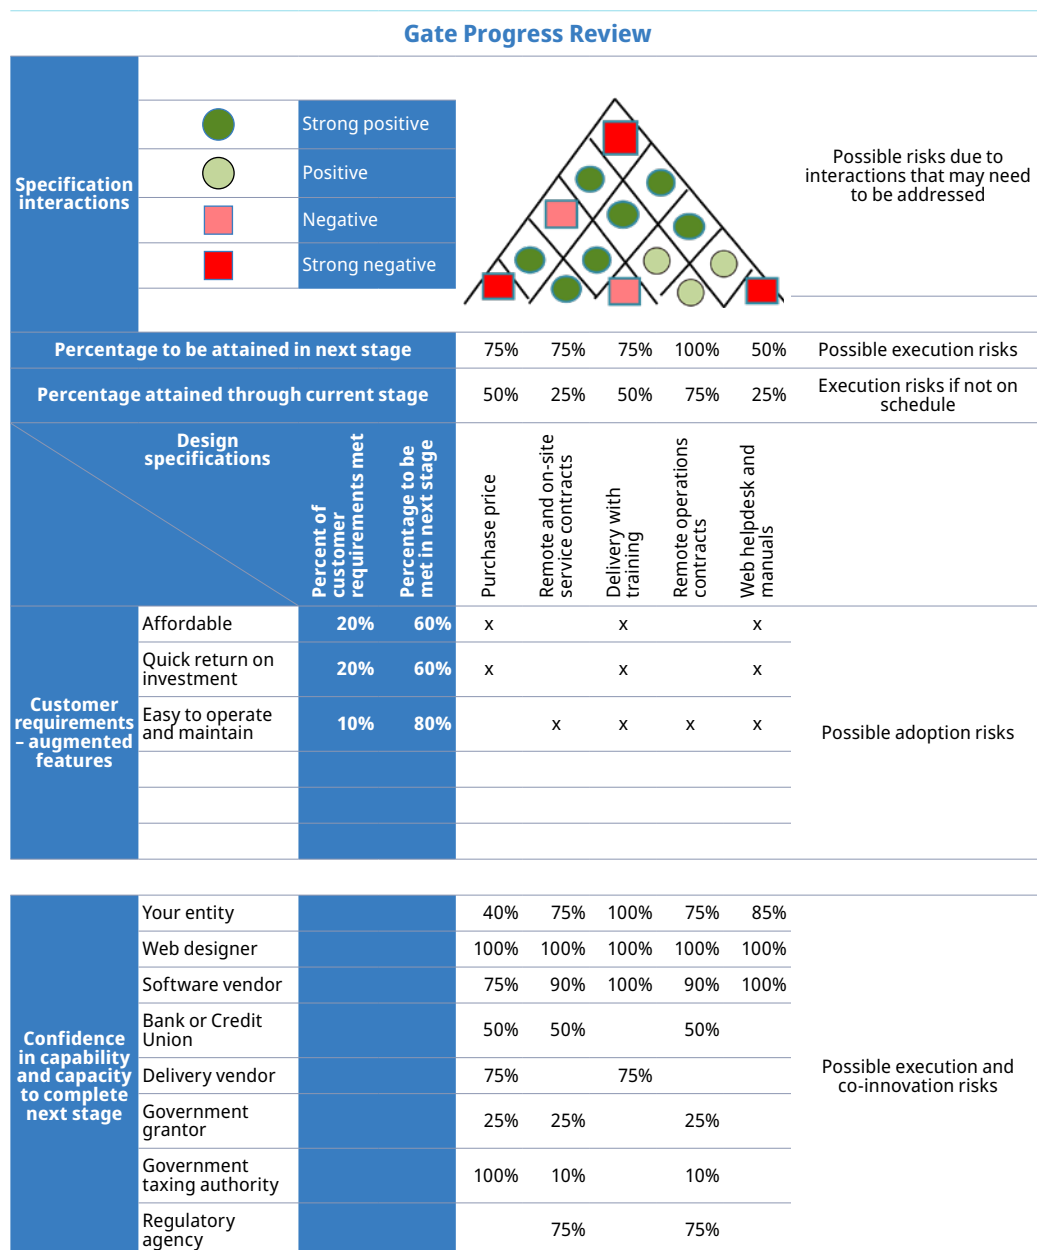 Gate Progress Review
Specification
interactions
Strong positive
Positive
Negative
Strong negative
Possible risks due to
interactions that may need
to be addressed
Percentage to be attained in next stage 75% 75% 75% 100% 50% Possible execution risks
Percentage attained through current stage 50% 25% 50% 75% 25% Execution risks if not on
schedule
Design
specifications
Percent of
customer
requirements met
Percentage to be
met in next stage
Purchase price
Remote and on-site
service contracts
Delivery with
training
Remote operations
contracts
Web helpdesk and
manuals
Customer
requirements
– augmented
features
Affordable 20% 60% x x x
Quick return on
investment 20% 60% x x x
Easy to operate
and maintain 10% 80% x x x x
Possible adoption risks
Confidence
in capability
and capacity
to complete
next stage
Your entity 40% 75% 100% 75% 85%
Web designer 100% 100% 100% 100% 100%
Software vendor 75% 90% 100% 90% 100%
Bank or Credit
Union 50% 50% 50%
Delivery vendor 75% 75%
Government
grantor 25% 25% 25%
Government
taxing authority 100% 10% 10%
Regulatory
agency 75% 75%
Possible execution and
co-innovation risks